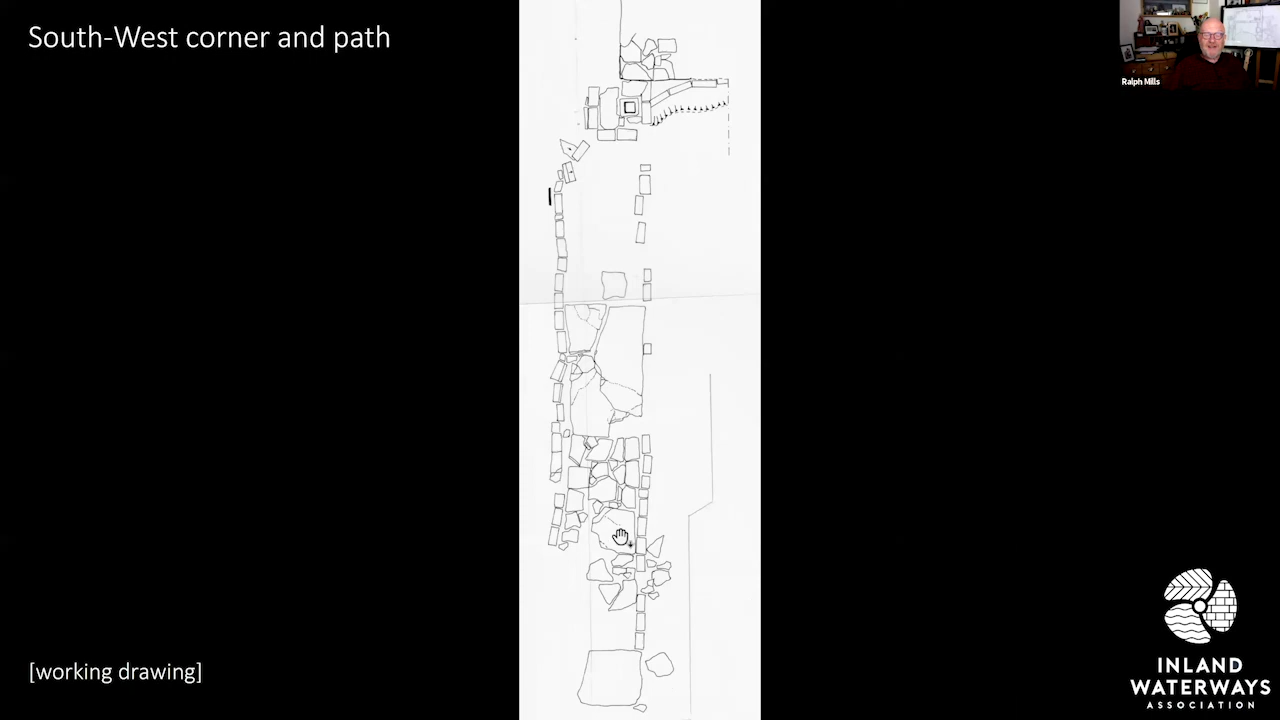 South-West corner and path
Ralph Mills
[working drawing]
INLAND
WATERWAYS
ASSOCIATION